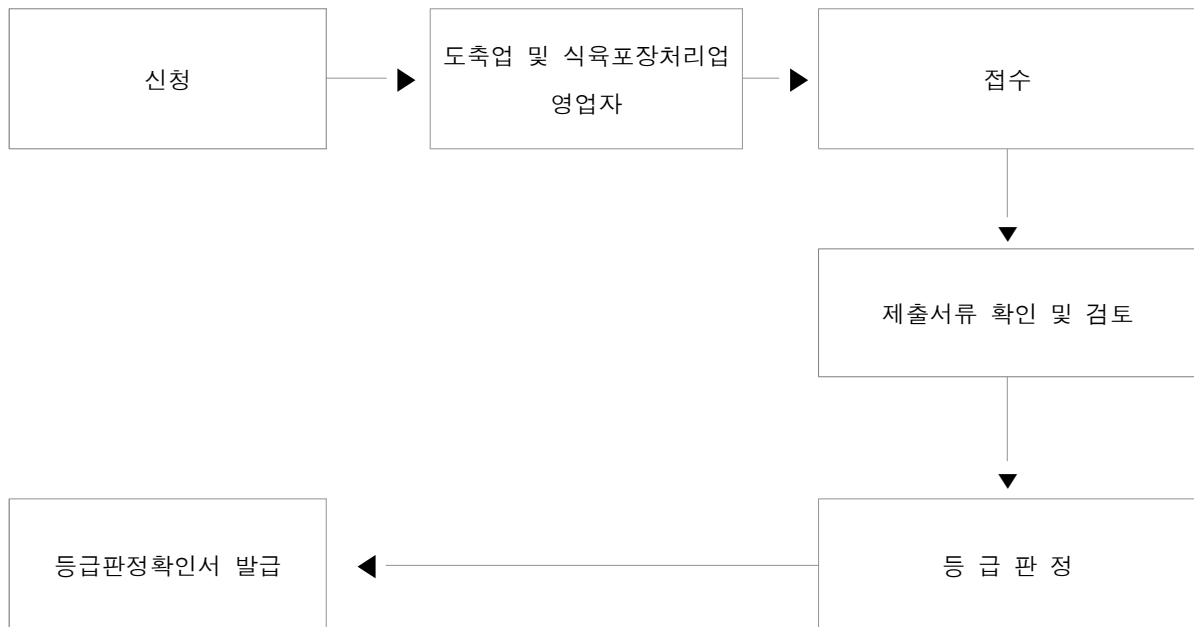 신청
도축업 및 식육포장처리업
영업자
접수
제출서류 확인 및 검토
등 급 판 정
등급판정확인서 발급